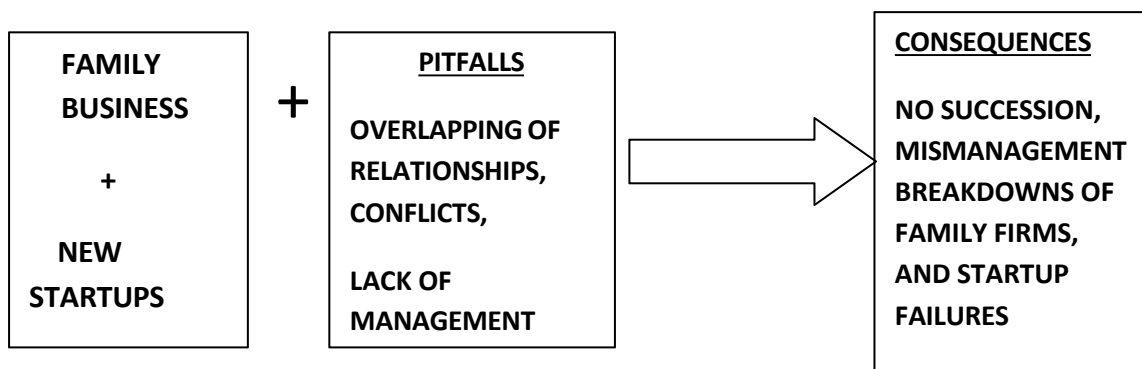 FAMILY
BUSINESS
+
NEW
STARTUPS
+
PITFALLS
OVERLAPPING OF
RELATIONSHIPS,
CONFLICTS,
LACK OF
MANAGEMENT
CONSEQUENCES
NO SUCCESSION,
MISMANAGEMENT
BREAKDOWNS OF
FAMILY FIRMS,
AND STARTUP
FAILURES